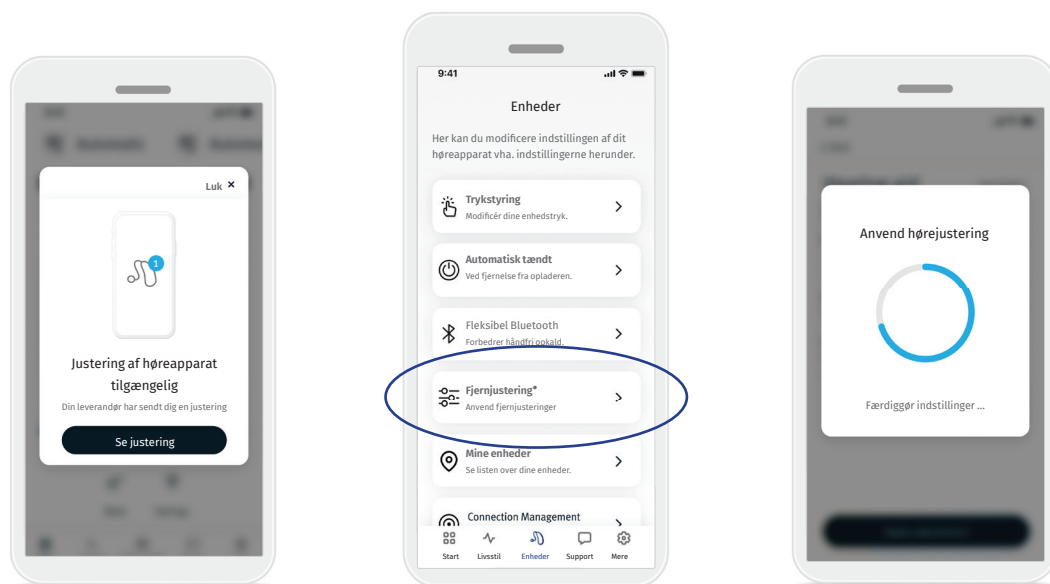 Luk ×
1
Justering af høreapparat
tilgængelig
Din leverandør har sendt dig en justering
Se justering
9:41
Enheder
Her kan du modificere indstillingen af dit
høreapparat vha. indstillingerne herunder.
Trykstyring
Modificér dine enhedstryk.
Automatisk tændt
Ved fjernelse fra opladeren.
Fleksibel Bluetooth
Forbedrer håndfri opkald.
Fjernjustering*
Anvend fjernjusteringer
Mine enheder
Se listen over dine enheder.
Connection Management
Start Livsstil Enheder Support Mere
Anvend hørejustering
Færdiggør indstillinger ...